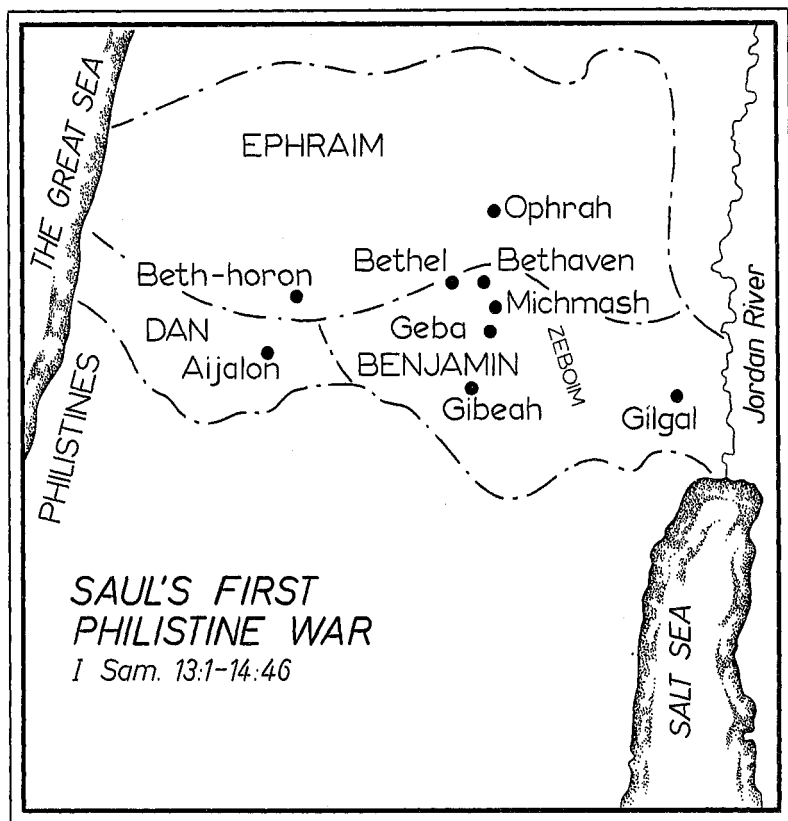 THE GREAT SEA
EPHRAIM
Ophrah
Beth-horon
Bethel
Bethaven
Michmash
DAN
Geba
Aijalon
BENJAMIN
ZEBOIM
Gibeah
Gilgal
Jordan River
PHILISTINES
SAUL'S FIRST
PHILISTINE WAR
I Sam. 13:1-14:46
SALT SEA